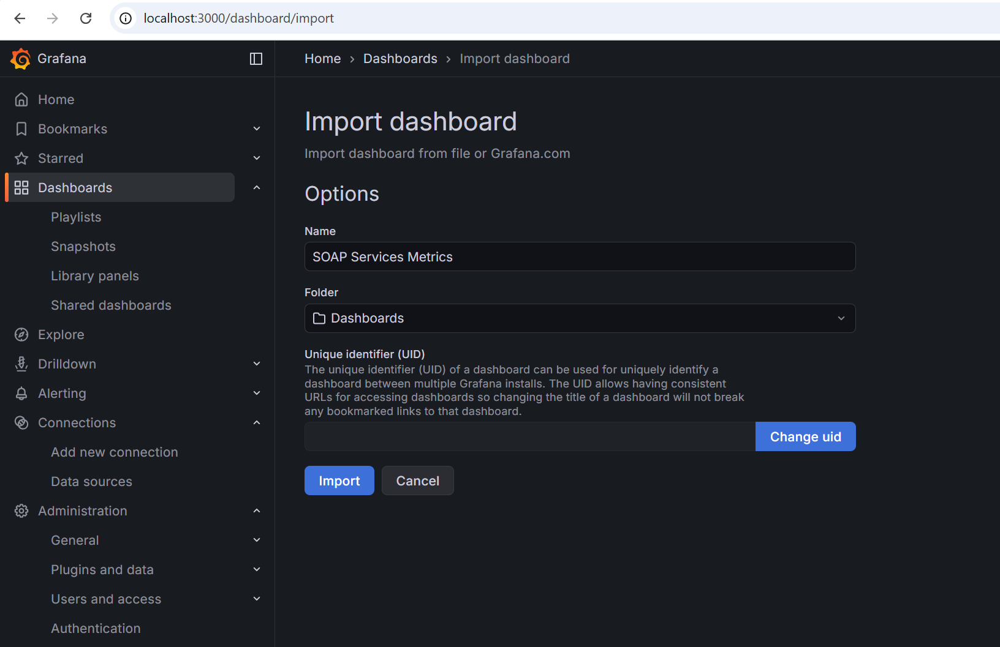 localhost:3000/dashboard/import
Grafana
Home › Dashboards › Import dashboard
Home
Bookmarks
Starred
Dashboards
Playlists
Snapshots
Library panels
Shared dashboards
Explore
Drilldown
Alerting
Connections
Add new connection
Data sources
Administration
General
Plugins and data
Users and access
Authentication
Import dashboard
Import dashboard from file or Grafana.com
Options
Name
SOAP Services Metrics
Folder
Dashboards
Unique identifier (UID)
The unique identifier (UID) of a dashboard can be used for uniquely identify a
dashboard between multiple Grafana installs. The UID allows having consistent
URLs for accessing dashboards so changing the title of a dashboard will not break
any bookmarked links to that dashboard.
Change uid
Import Cancel